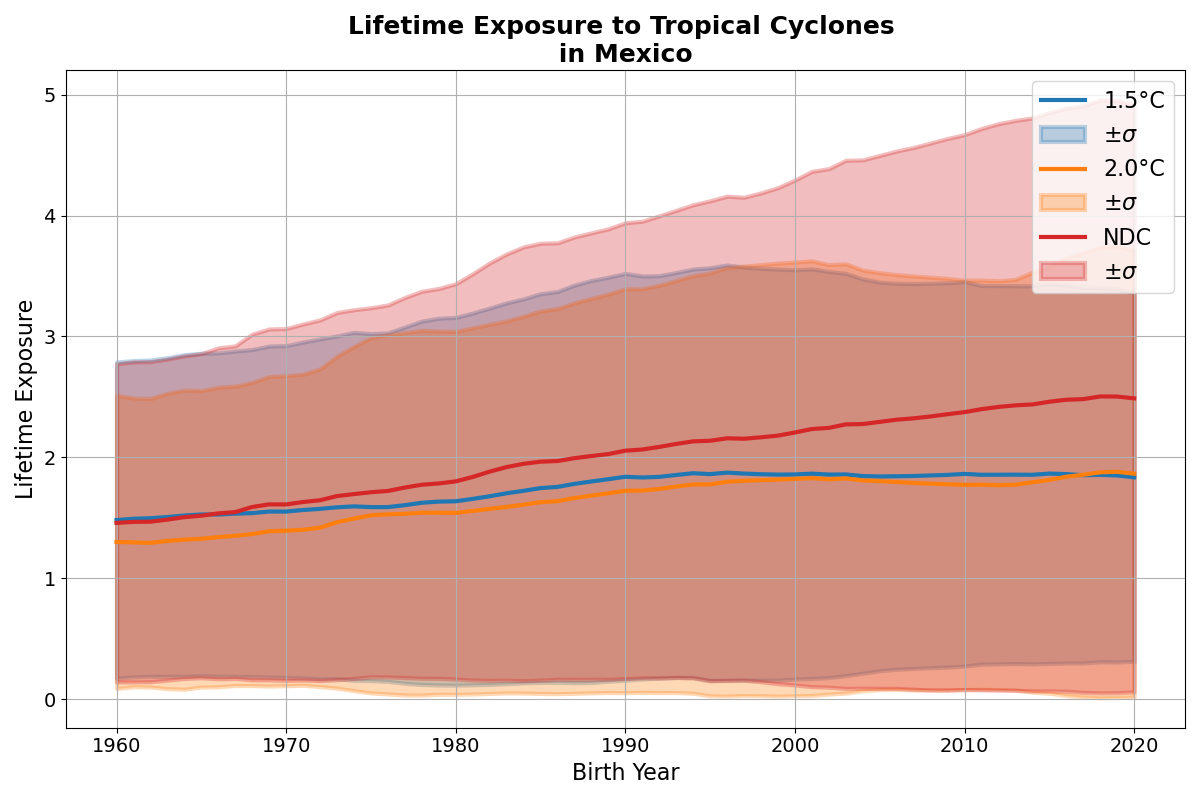 Lifetime Exposure to Tropical Cyclones
in Mexico
5
4
3
2
1
0
Lifetime Exposure
1960
1970
1980
1990
2000
2010
2020
Birth Year
1.5°C
±σ
2.0°C
±σ
NDC
±σ